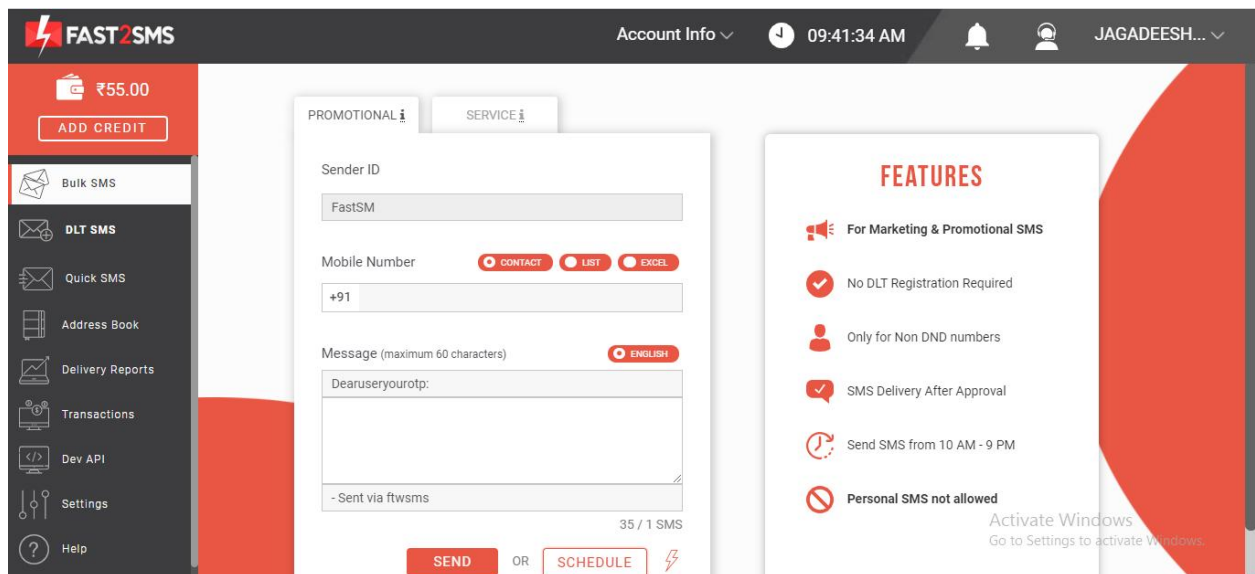 FAST2SMS
Account Info
09:41:34 AM
JAGADEESH...
₹55.00
ADD CREDIT
Bulk SMS
DLT SMS
Quick SMS
Address Book
Delivery Reports
Transactions
Dev API
Settings
Help
PROMOTIONAL i
SERVICE i
Sender ID
FastSM
Mobile Number
CONTACT
LIST
EXCEL
+91
Message (maximum 60 characters)
ENGLISH
Dearuseryourotp:
- Sent via ftwsms
35 / 1 SMS
SEND OR SCHEDULE
FEATURES
For Marketing & Promotional SMS
No DLT Registration Required
Only for Non DND numbers
SMS Delivery After Approval
Send SMS from 10 AM - 9 PM
Personal SMS not allowed
Activate Windows
Go to Settings to activate Windows.